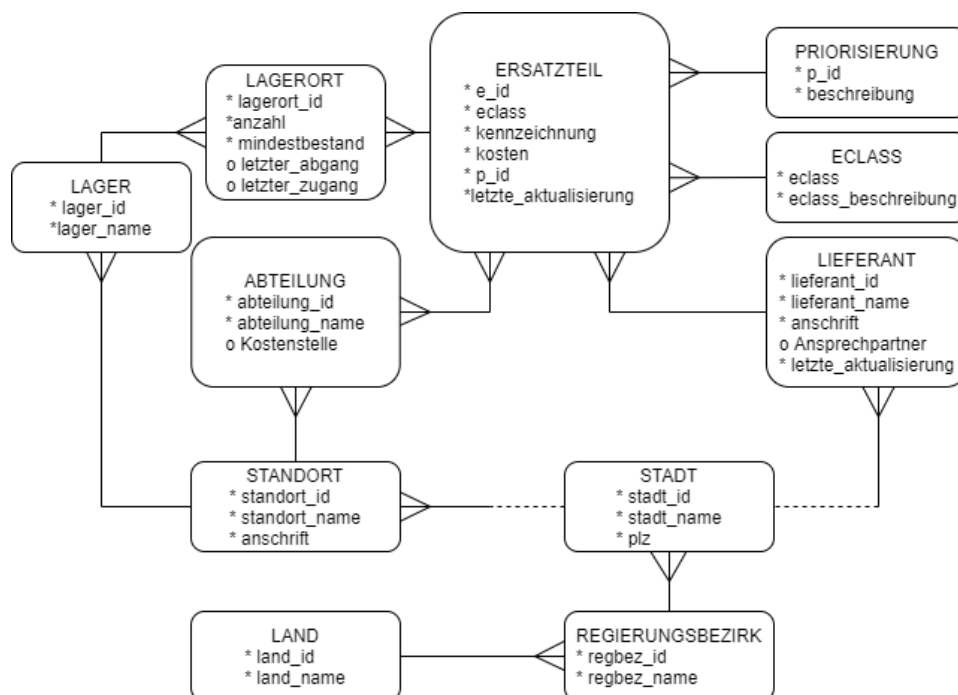 LAGERORT
* lagerort_id
*anzahl
* mindestbestand
o letzter_abgang
o letzter_zugang
ERSATZTEIL
* e_id
* eclass
* kennzeichnung
* kosten
* p_id
*letzte_aktualisierung
PRIORISIERUNG
* p_id
* beschreibung
ECLASS
* eclass
* eclass_beschreibung
LAGER
* lager_id
*lager_name
ABTEILUNG
* abteilung_id
* abteilung_name
o Kostenstelle
LIEFERANT
* lieferant_id
* lieferant_name
* anschrift
o Ansprechpartner
* letzte_aktualisierung
STANDORT
* standort_id
* standort_name
* anschrift
STADT
* stadt_id
* stadt_name
* plz
LAND
* land_id
* land_name
REGIERUNGSBEZIRK
* regbez_id
* regbez_name